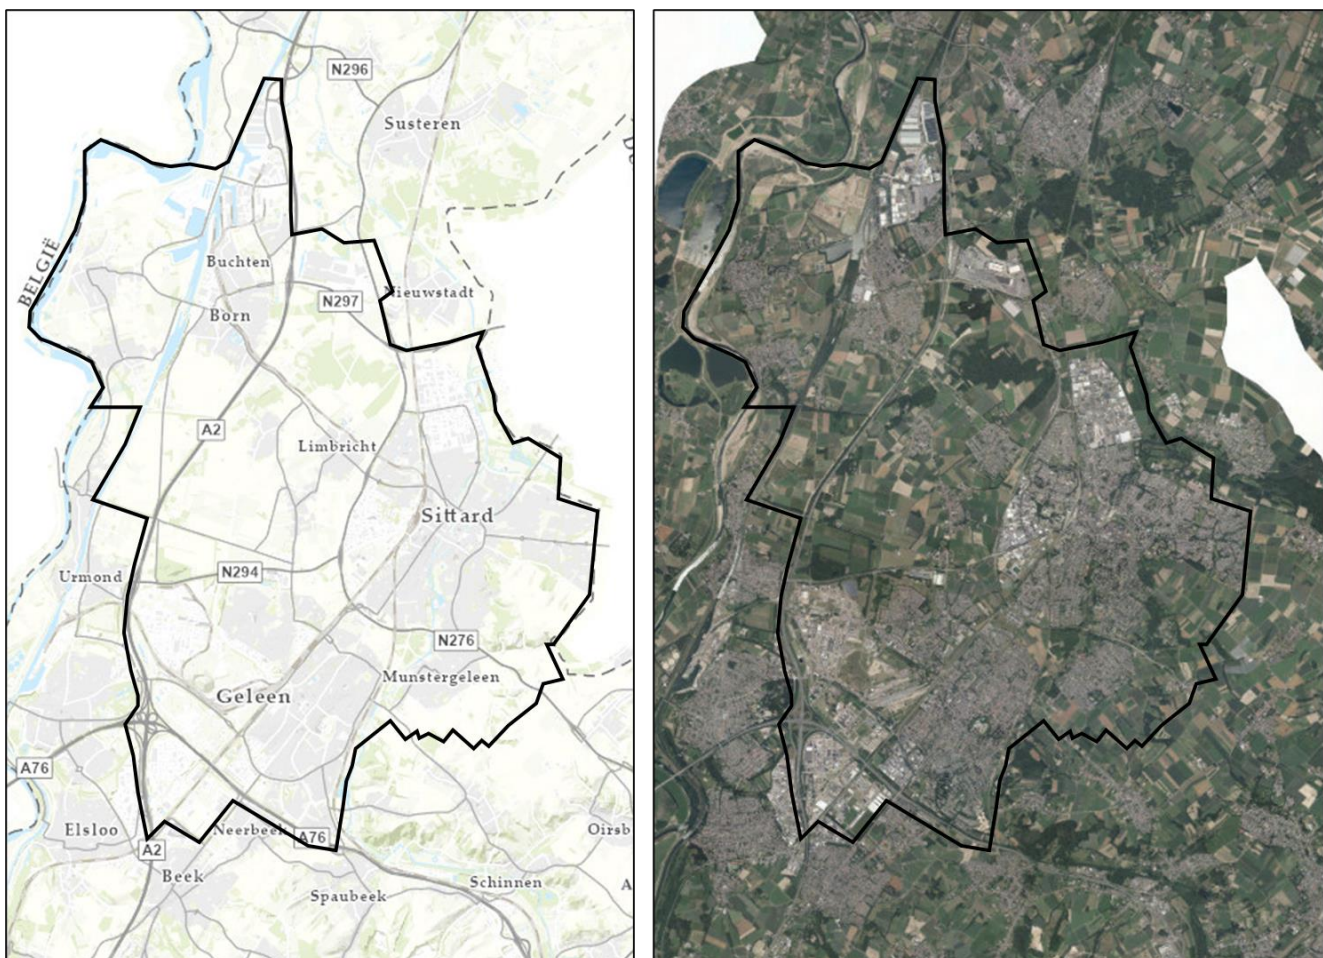 N296
Susteren
BELGIË
Buchten
N297
Nieuwstadt
Born
A2
Limbricht
Sittard
Urmond
N294
N276
Munstergeleen
Geleen
A76
Elsloo
Neerbeek
A76
Oirsb
A2
Beek
Schinnen
Spaubeek
A